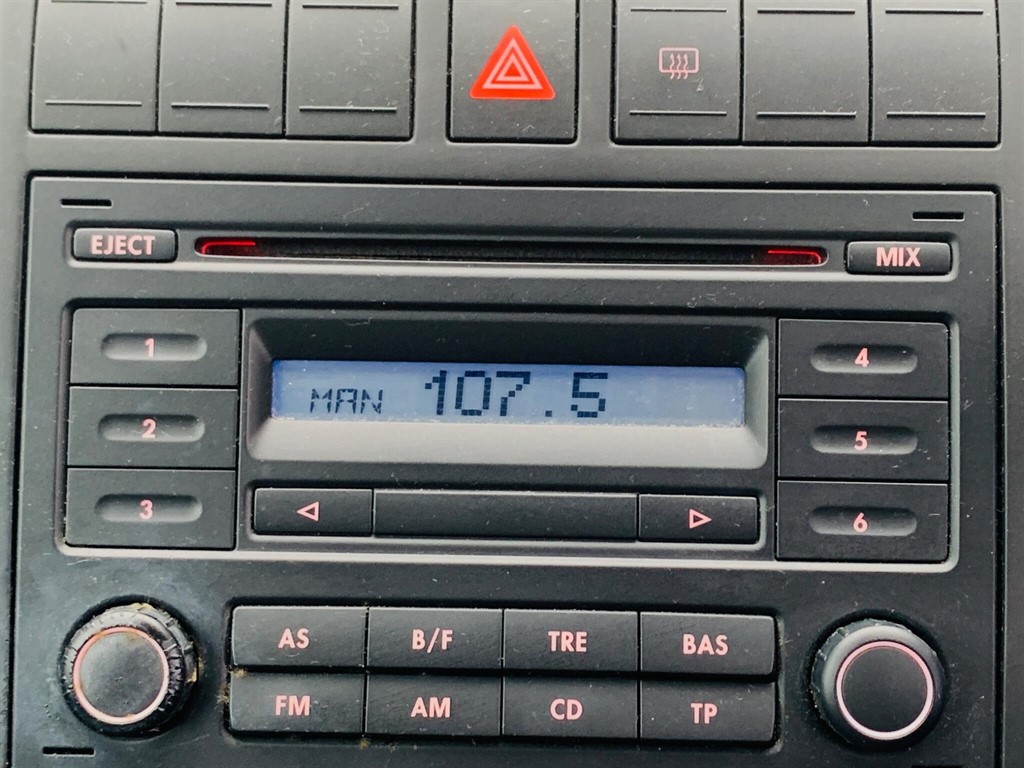 EJECT MIX
1 4
MAN 107.5
2 5
3 6
AS B/F TRE BAS
FM AM CD TP